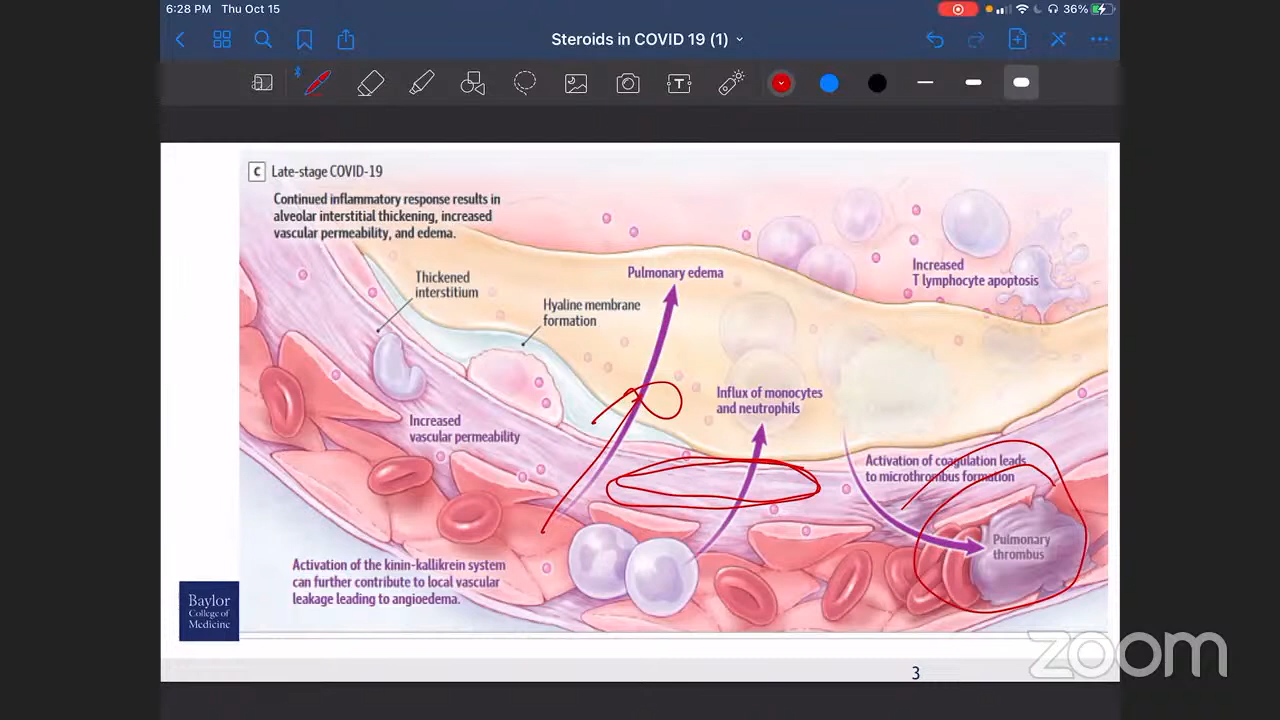 6:28 PM Thu Oct 15
36%
Steroids in COVID 19 (1)
T
C Late-stage COVID-19
Continued inflammatory response results in
alveolar interstitial thickening, increased
vascular permeability, and edema.
Thickened
interstitium
Hyaline membrane
formation
Pulmonary edema
Increased
T lymphocyte apoptosis
Influx of monocytes
and neutrophils
Increased
vascular permeability
Activation of coagulation leads
to microthrombus formation
Pulmonary
thrombus
Activation of the kinin-kallikrein system
can further contribute to local vascular
leakage leading to angioedema.
Baylor
College of
Medicine
zoom
3